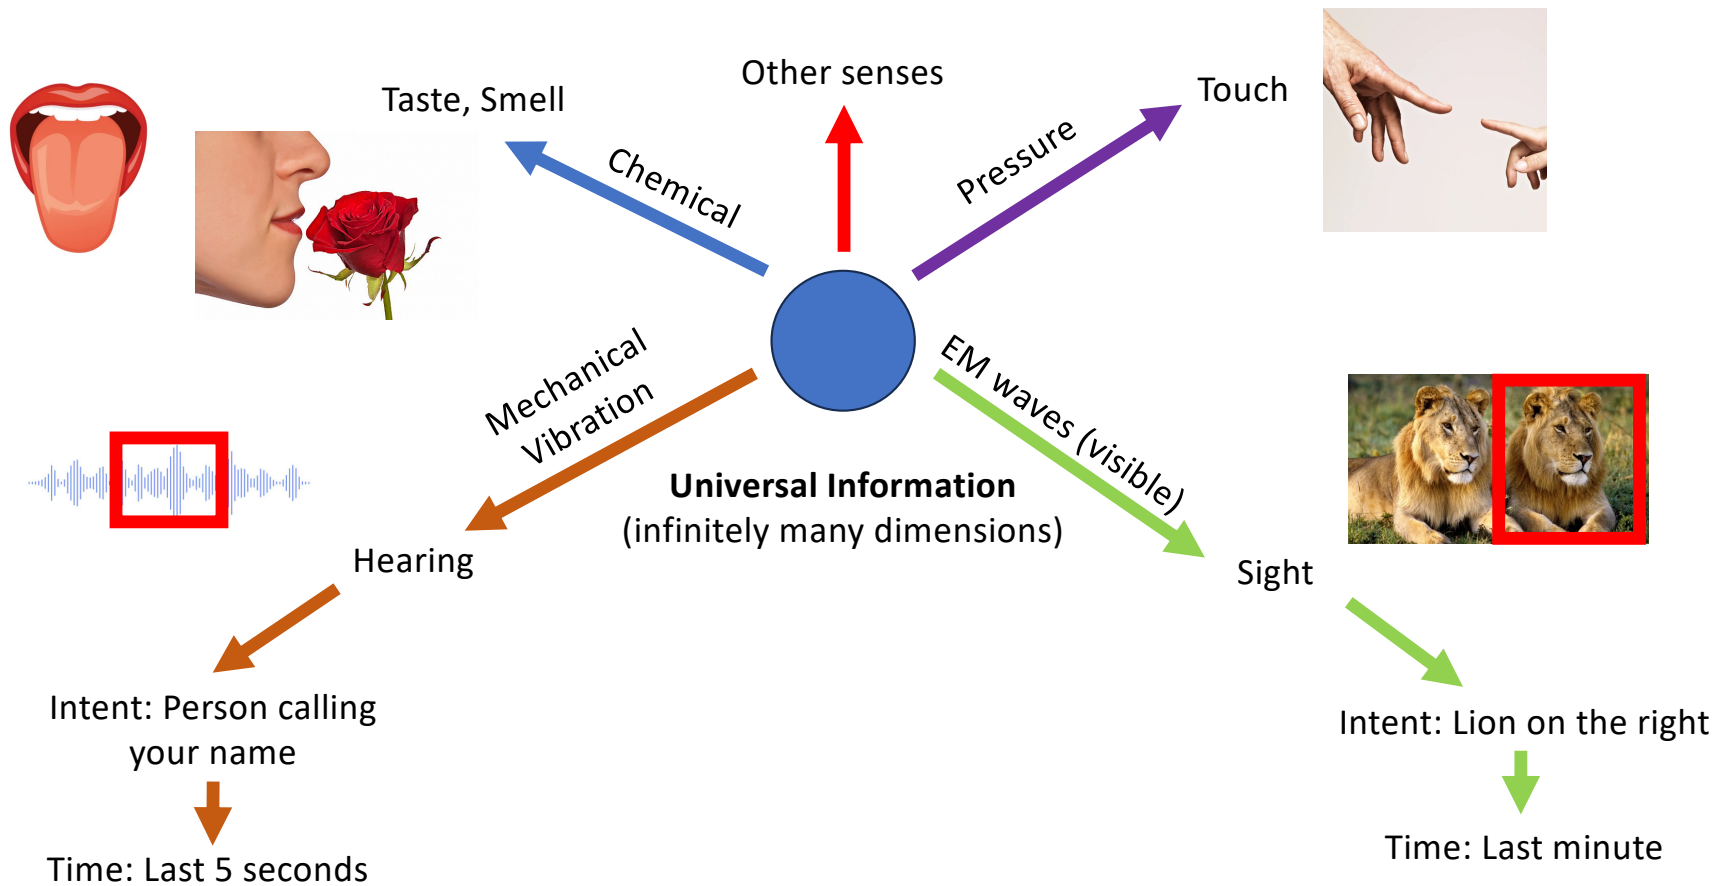 Other senses
Taste, Smell
Touch
Chemical
Pressure
Mechanical
Vibration
EM waves (visible)
Universal Information
(infinitely many dimensions)
Hearing
Sight
Intent: Person calling
your name
Time: Last 5 seconds
Intent: Lion on the right
Time: Last minute